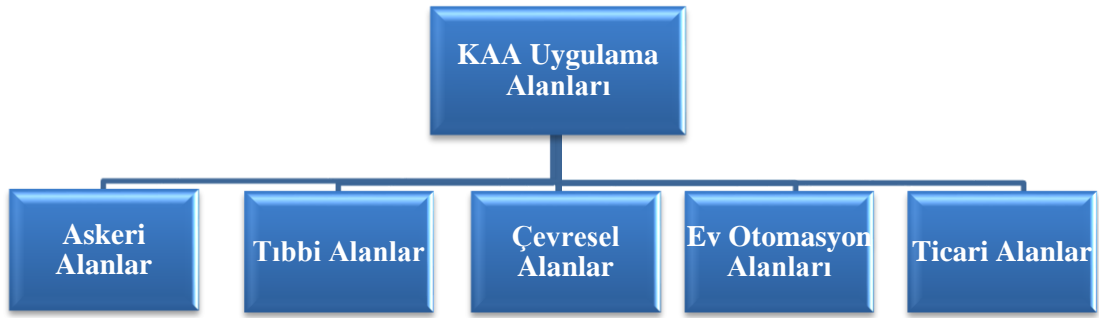 KAA Uygulama
Alanları
Askeri
Alanlar
Tıbbi Alanlar
Çevresel
Alanlar
Ev Otomasyon
Alanları
Ticari Alanlar